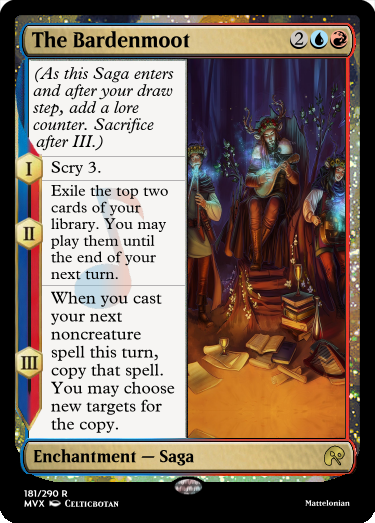 The Bardenmoot 2
(As this Saga enters
and after your draw
step, add a lore
counter. Sacrifice
after III.)
I Scry 3.
Exile the top two
cards of your
library. You may
II play them until
the end of your
next turn.
When you cast
your next
noncreature
spell this turn,
III copy that spell.
You may choose
new targets for
the copy.
Enchantment — Saga
181/290 R
MVX CELTICBOTAN Mattelonian